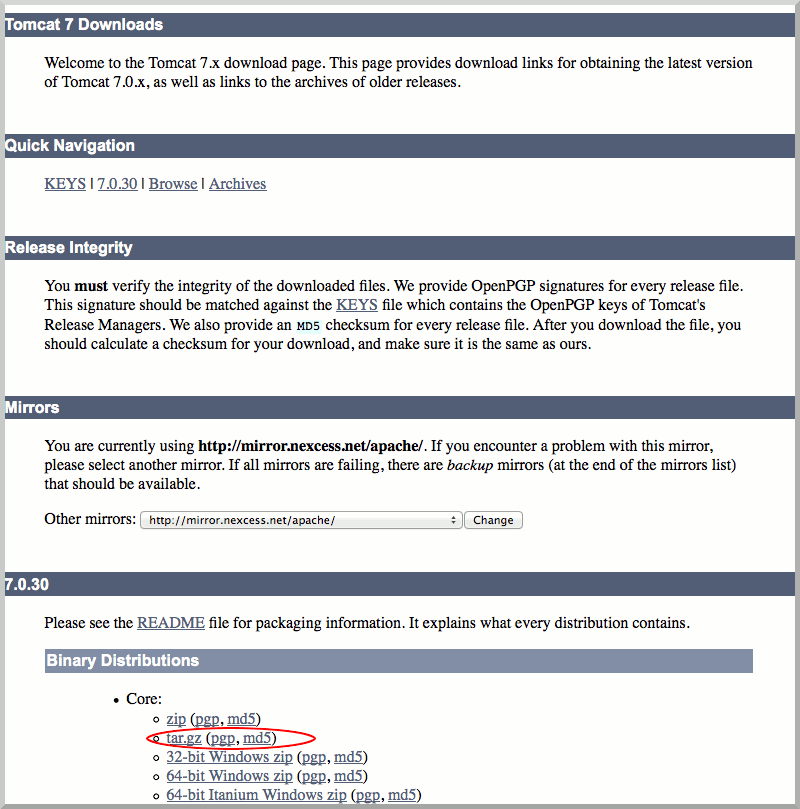 Tomcat 7 Downloads
Welcome to the Tomcat 7.x download page. This page provides download links for obtaining the latest version
of Tomcat 7.0.x, as well as links to the archives of older releases.
Quick Navigation
KEYS | 7.0.30 | Browse | Archives
Release Integrity
You must verify the integrity of the downloaded files. We provide OpenPGP signatures for every release file.
This signature should be matched against the KEYS file which contains the OpenPGP keys of Tomcat's
Release Managers. We also provide an MD5 checksum for every release file. After you download the file, you
should calculate a checksum for your download, and make sure it is the same as ours.
Mirrors
You are currently using http://mirror.nexcess.net/apache/. If you encounter a problem with this mirror,
please select another mirror. If all mirrors are failing, there are backup mirrors (at the end of the mirrors list)
that should be available.
Other mirrors: http://mirror.nexcess.net/apache/ Change
7.0.30
Please see the README file for packaging information. It explains what every distribution contains.
Binary Distributions
Core:
zip (pgp, md5)
tar.gz (pgp, md5)
32-bit Windows zip (pgp, md5)
64-bit Windows zip (pgp, md5)
64-bit Itanium Windows zip (pgp, md5)